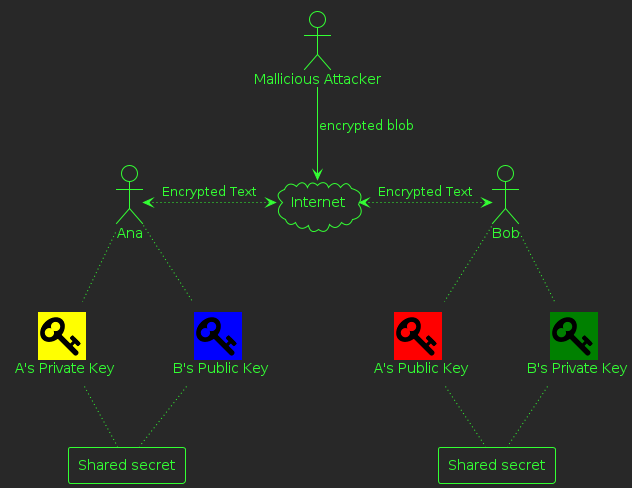 Mallicious Attacker
encrypted blob
Encrypted Text
Internet
Encrypted Text
Ana
Bob
A's Private Key
B's Public Key
A's Public Key
B's Private Key
Shared secret
Shared secret